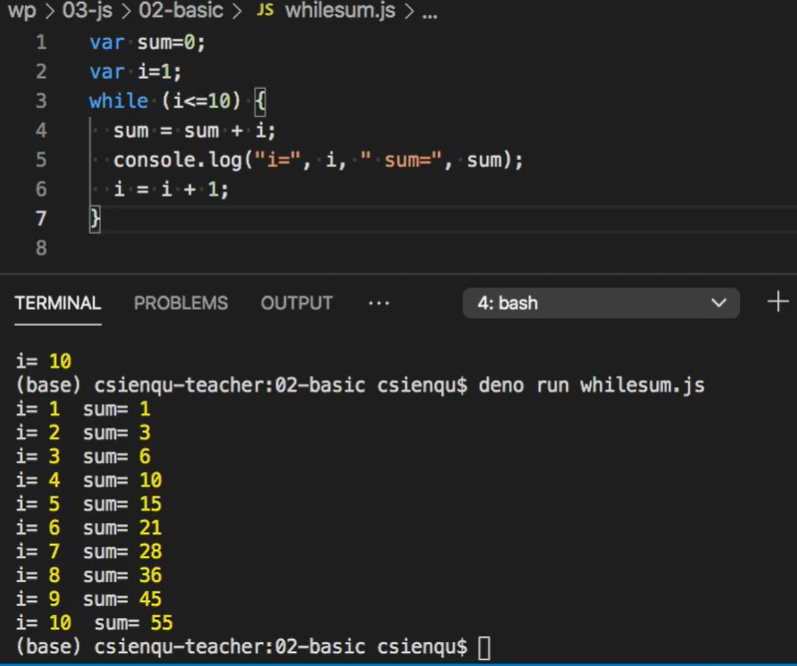 wp > 03-js > 02-basic > JS whilesum.js > ...
1 var sum=0;
2 var i=1;
3 while (i<=10) {
4   sum = sum + i;
5   console.log("i=", i, " sum=", sum);
6   i = i + 1;
7 }
8
TERMINAL PROBLEMS OUTPUT ... 4: bash
i= 10
(base) csienqu-teacher:02-basic csienqu$ deno run whilesum.js
i= 1  sum= 1
i= 2  sum= 3
i= 3  sum= 6
i= 4  sum= 10
i= 5  sum= 15
i= 6  sum= 21
i= 7  sum= 28
i= 8  sum= 36
i= 9  sum= 45
i= 10  sum= 55
(base) csienqu-teacher:02-basic csienqu$